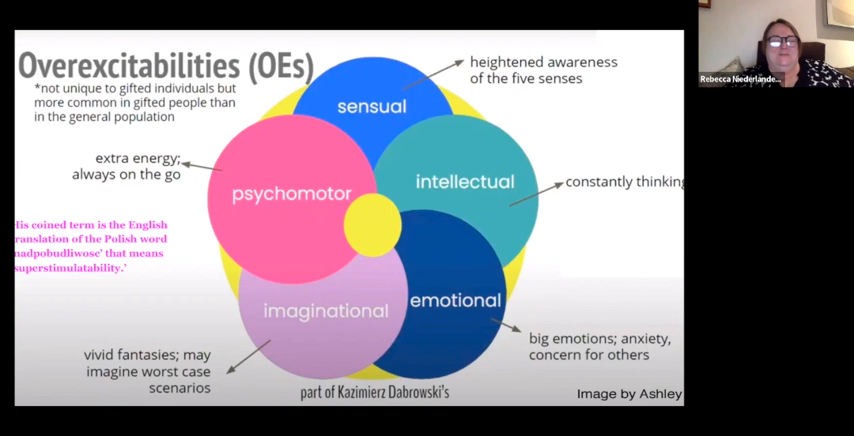 Overexcitabilities (OEs)
*not unique to gifted individuals but
more common in gifted people than
in the general population
heightened awareness
of the five senses
sensual
extra energy;
always on the go
psychomotor
intellectual
constantly thinking
His coined term is the English
ranslation of the Polish word
nadpobudliwosc' that means
superstimulatability.'
imaginational
emotional
vivid fantasies; may
imagine worst case
scenarios
big emotions; anxiety,
concern for others
part of Kazimierz Dabrowski's
Image by Ashley
Rebecca Niederlande...